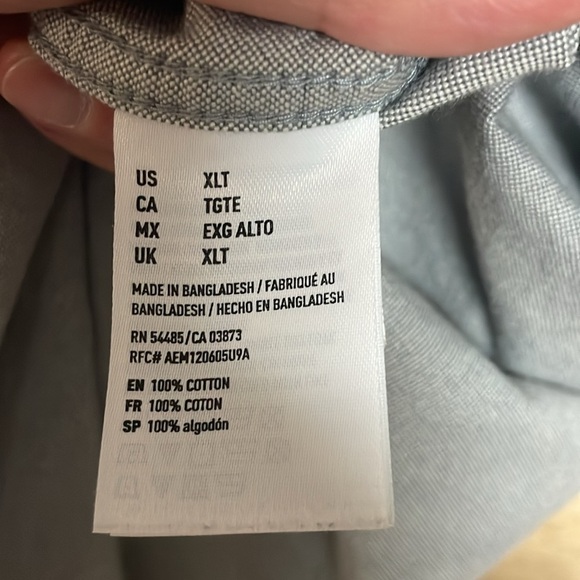 US XLT
CA TGTE
MX EXG ALTO
UK XLT
MADE IN BANGLADESH / FABRIQUÉ AU
BANGLADESH / HECHO EN BANGLADESH
RN 54485/CA 03873
RFC# AEM120605U9A
EN 100% COTTON
FR 100% COTON
SP 100% algodón